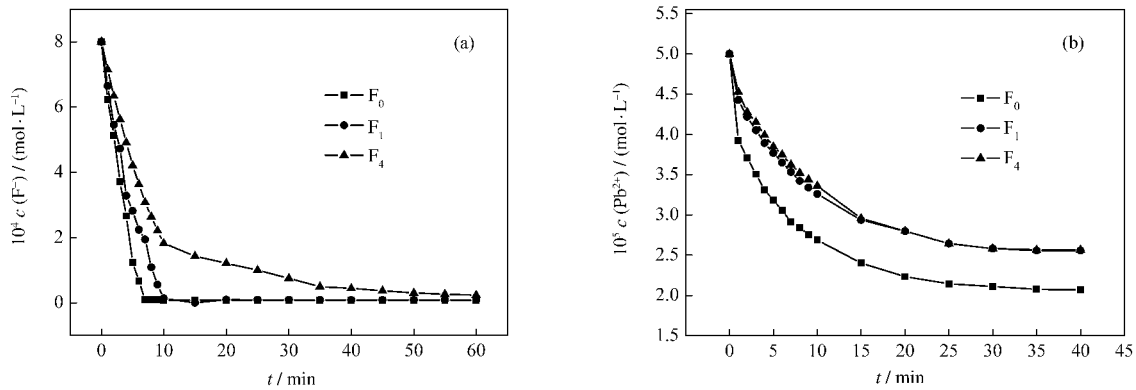 (a)
F₀
F₁
F₄
10⁴ c (F⁻) / (mol·L⁻¹)
8
6
4
2
0
0 10 20 30 40 50 60
t / min
(b)
F₀
F₁
F₄
10⁵ c (Pb²⁺) / (mol·L⁻¹)
5.0
4.5
4.0
3.5
3.0
2.5
2.0
1.5
0 5 10 15 20 25 30 35 40 45
t / min